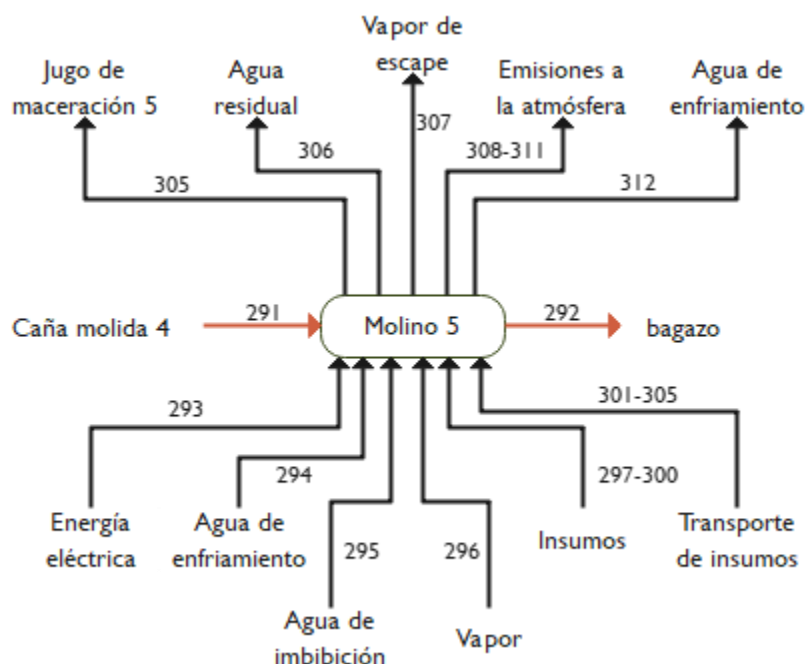 Vapor de
escape
Jugo de
maceración 5
Agua
residual
Emisiones a
la atmósfera
Agua de
enfriamiento
307
306
308-311
305
312
Caña molida 4
291
Molino 5
292
bagazo
293
301-305
294
297-300
295
296
Energía
eléctrica
Agua de
enfriamiento
Insumos
Transporte
de insumos
Agua de
imbibición
Vapor